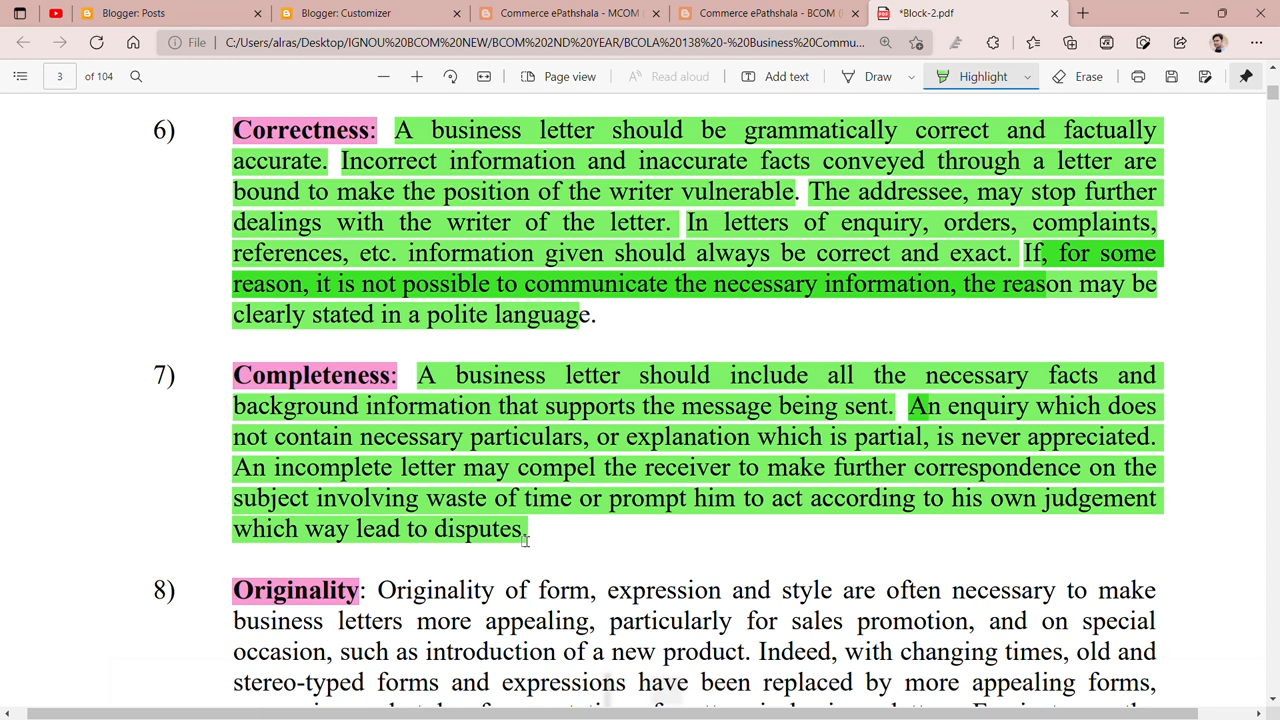 Blogger: Posts
Blogger: Customizer
Commerce ePathshala - MCOM
Commerce ePathshala - BCOM (
*Block-2.pdf
File
C:/Users/alras/Desktop/IGNOU%20BCOM%20NEW/BCOM%202ND%20YEAR/BCOLA%20138%20-%20Business%20Commu...
3 of 104
Page view
Read aloud
Add text
Draw
Highlight
Erase
6) Correctness: A business letter should be grammatically correct and factually
accurate. Incorrect information and inaccurate facts conveyed through a letter are
bound to make the position of the writer vulnerable. The addressee, may stop further
dealings with the writer of the letter. In letters of enquiry, orders, complaints,
references, etc. information given should always be correct and exact. If, for some
reason, it is not possible to communicate the necessary information, the reason may be
clearly stated in a polite language.
7) Completeness: A business letter should include all the necessary facts and
background information that supports the message being sent. An enquiry which does
not contain necessary particulars, or explanation which is partial, is never appreciated.
An incomplete letter may compel the receiver to make further correspondence on the
subject involving waste of time or prompt him to act according to his own judgement
which way lead to disputes.
8) Originality: Originality of form, expression and style are often necessary to make
business letters more appealing, particularly for sales promotion, and on special
occasion, such as introduction of a new product. Indeed, with changing times, old and
stereo-typed forms and expressions have been replaced by more appealing forms,